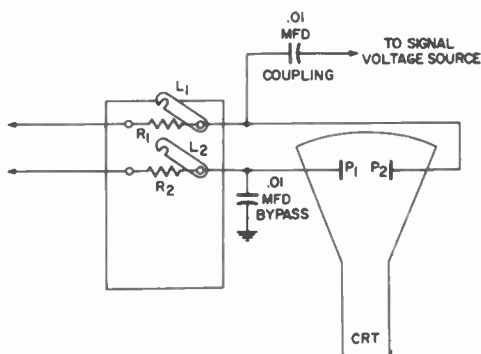 .01
MFD
COUPLING
TO SIGNAL
VOLTAGE SOURCE
L1
R1
L2
R2
.01
MFD
BYPASS
P1 P2
CRT